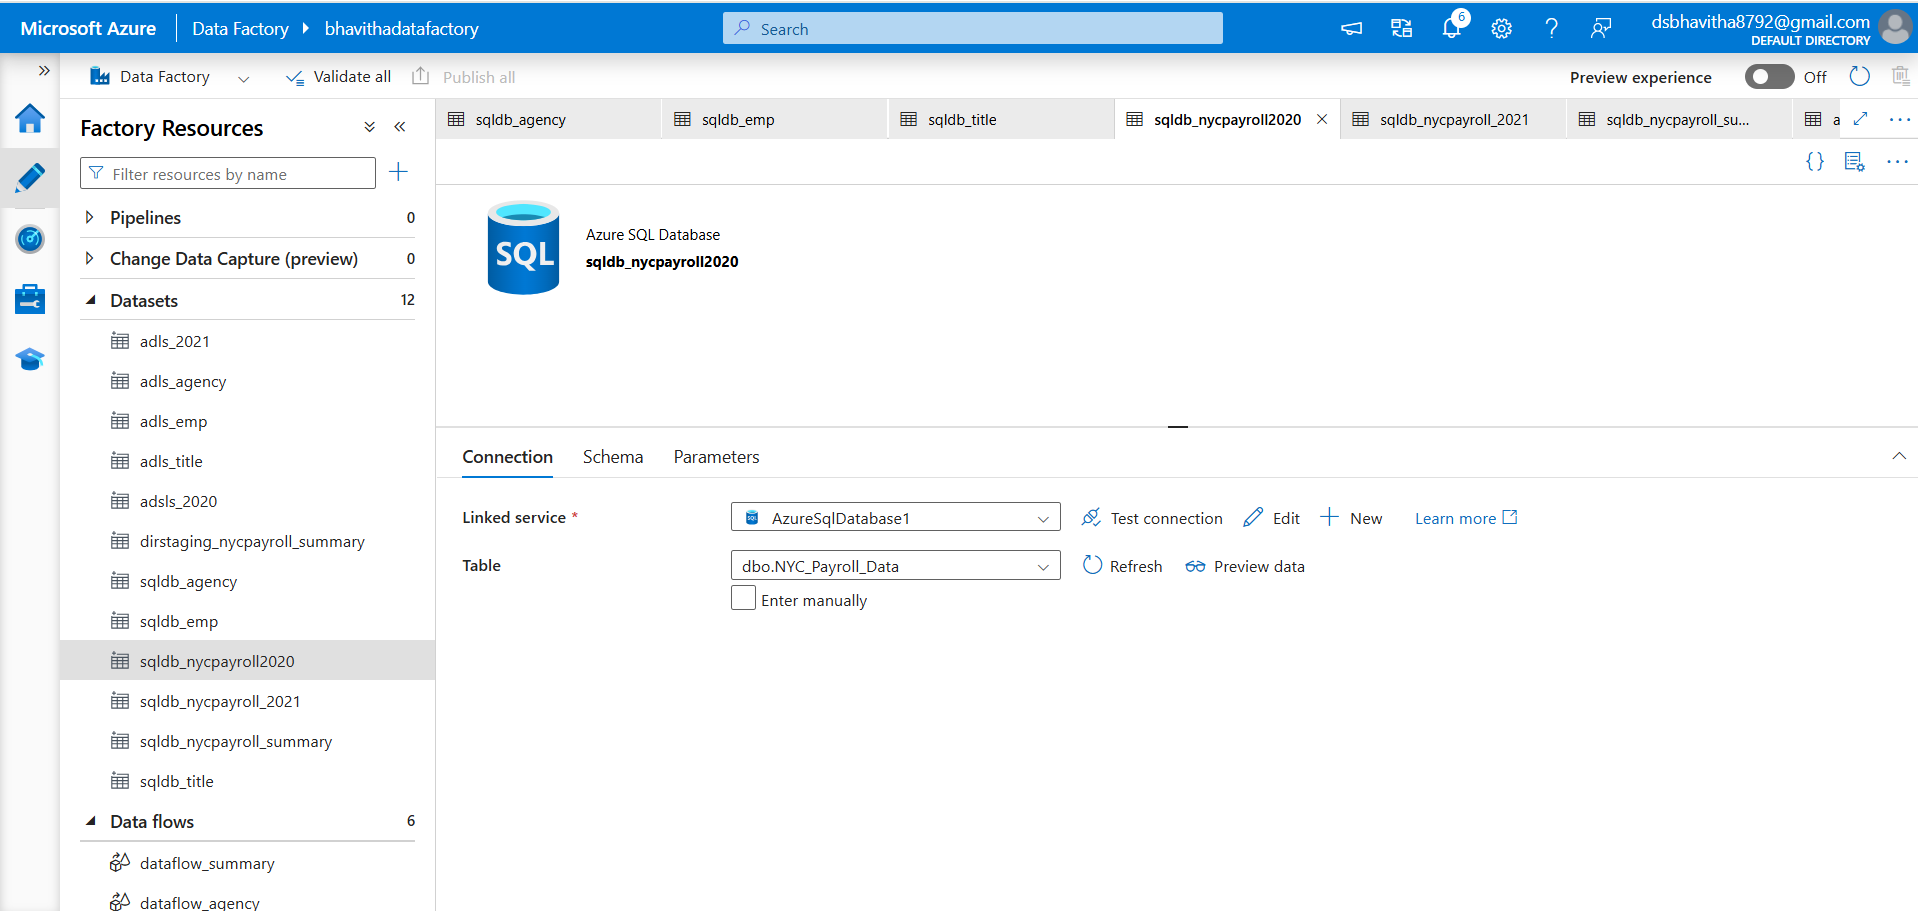 Microsoft Azure Data Factory bhavithadatafactory Search 6 dsbhavitha8792@gmail.com
DEFAULT DIRECTORY
Data Factory Validate all Publish all Preview experience Off
Factory Resources
Filter resources by name
Pipelines 0
Change Data Capture (preview) 0
Datasets 12
adls_2021
adls_agency
adls_emp
adls_title
adsls_2020
dirstaging_nycpayroll_summary
sqldb_agency
sqldb_emp
sqldb_nycpayroll2020
sqldb_nycpayroll_2021
sqldb_nycpayroll_summary
sqldb_title
Data flows 6
dataflow_summary
dataflow_agency
sqldb_agency sqldb_emp sqldb_title sqldb_nycpayroll2020 sqldb_nycpayroll_2021 sqldb_nycpayroll_su... a
{}
SQL
Azure SQL Database
sqldb_nycpayroll2020
Connection Schema Parameters
Linked service * AzureSqlDatabase1 Test connection Edit New Learn more
Table dbo.NYC_Payroll_Data Refresh Preview data
Enter manually